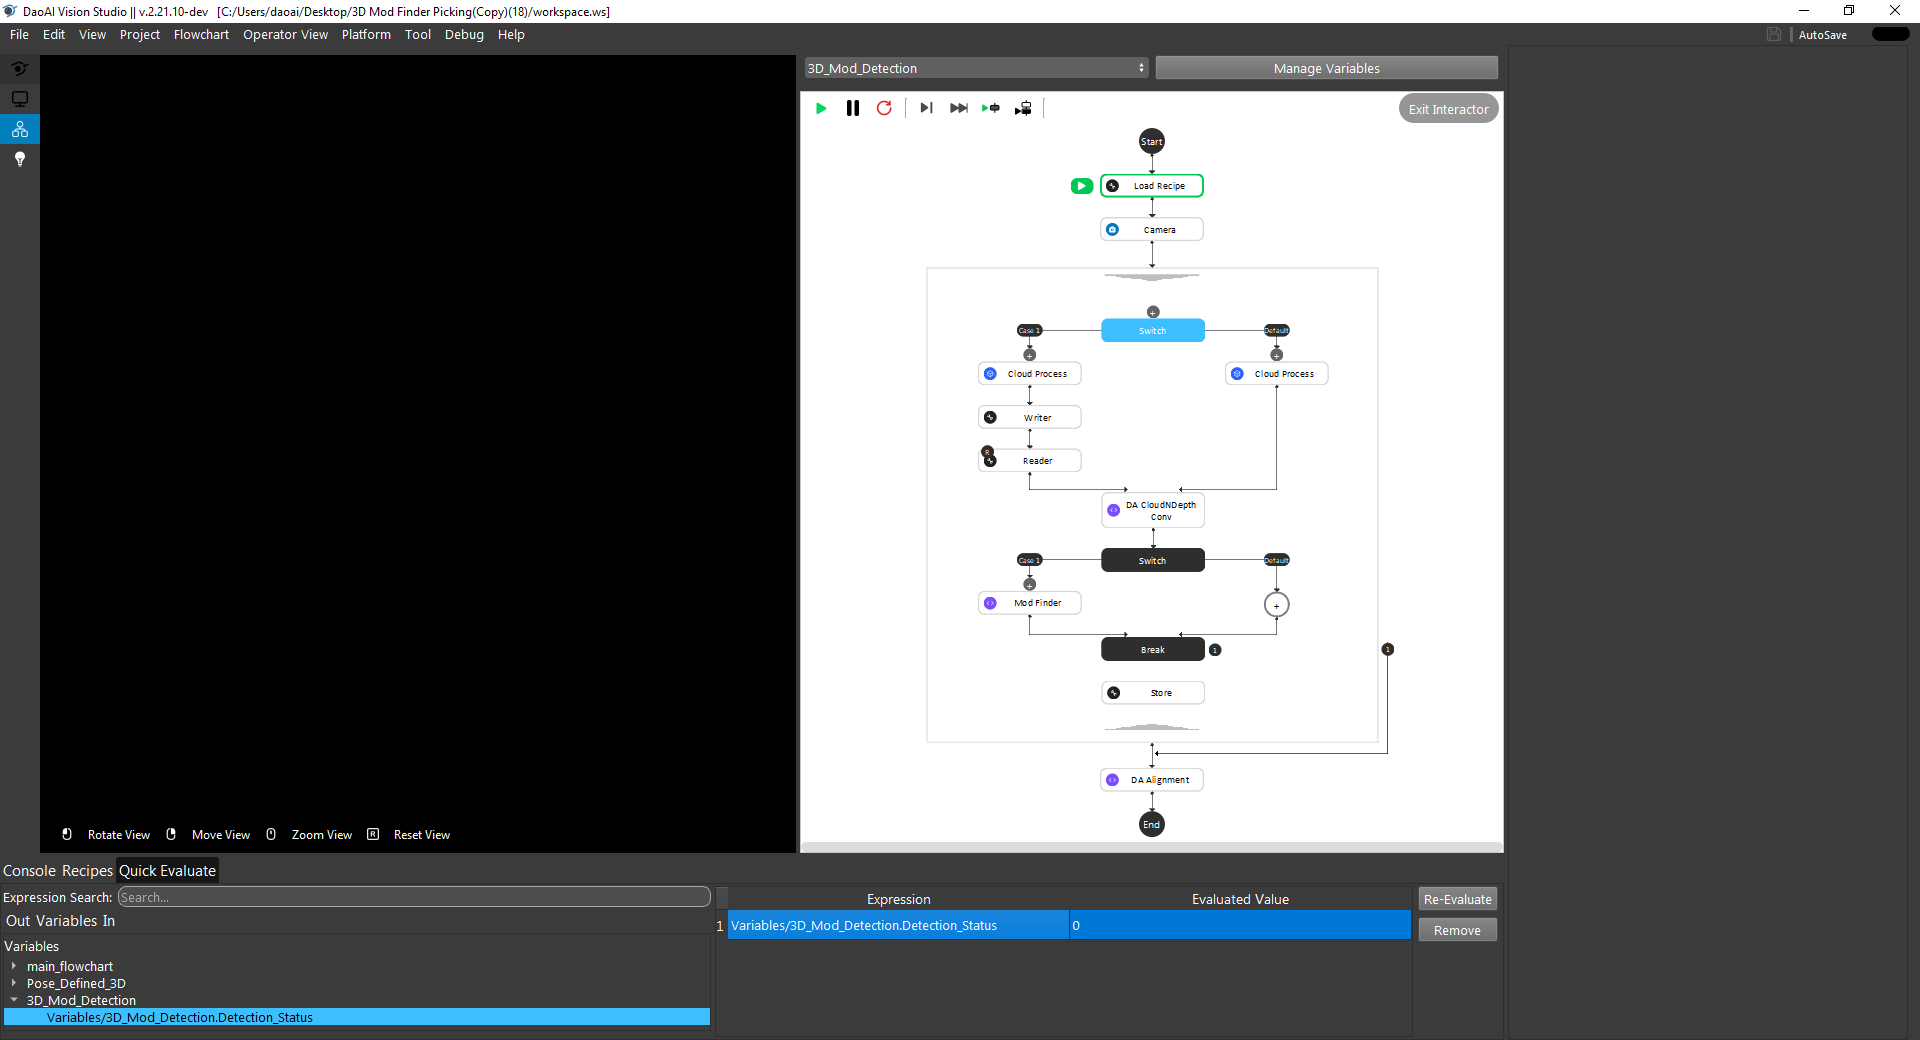 DaoAI Vision Studio || v.2.21.10-dev   [C:/Users/daoai/Desktop/3D Mod Finder Picking(Copy)(18)/workspace.ws]
File Edit View Project Flowchart Operator View Platform Tool Debug Help
AutoSave
3D_Mod_Detection
Manage Variables
Exit Interactor
Start
Load Recipe
Camera
+
Case 1
Switch
Default
+
+
Cloud Process
Cloud Process
Writer
R
Reader
DA CloudNDepth
Conv
Case 1
Switch
Default
+
Mod Finder
+
Break
1
1
Store
DA Alignment
End
Rotate View
Move View
Zoom View
R
Reset View
Console Recipes Quick Evaluate
Expression Search: Search...
Out Variables In
Variables
main_flowchart
Pose_Defined_3D
3D_Mod_Detection
Variables/3D_Mod_Detection.Detection_Status
Expression
Evaluated Value
1 Variables/3D_Mod_Detection.Detection_Status 0
Re-Evaluate
Remove